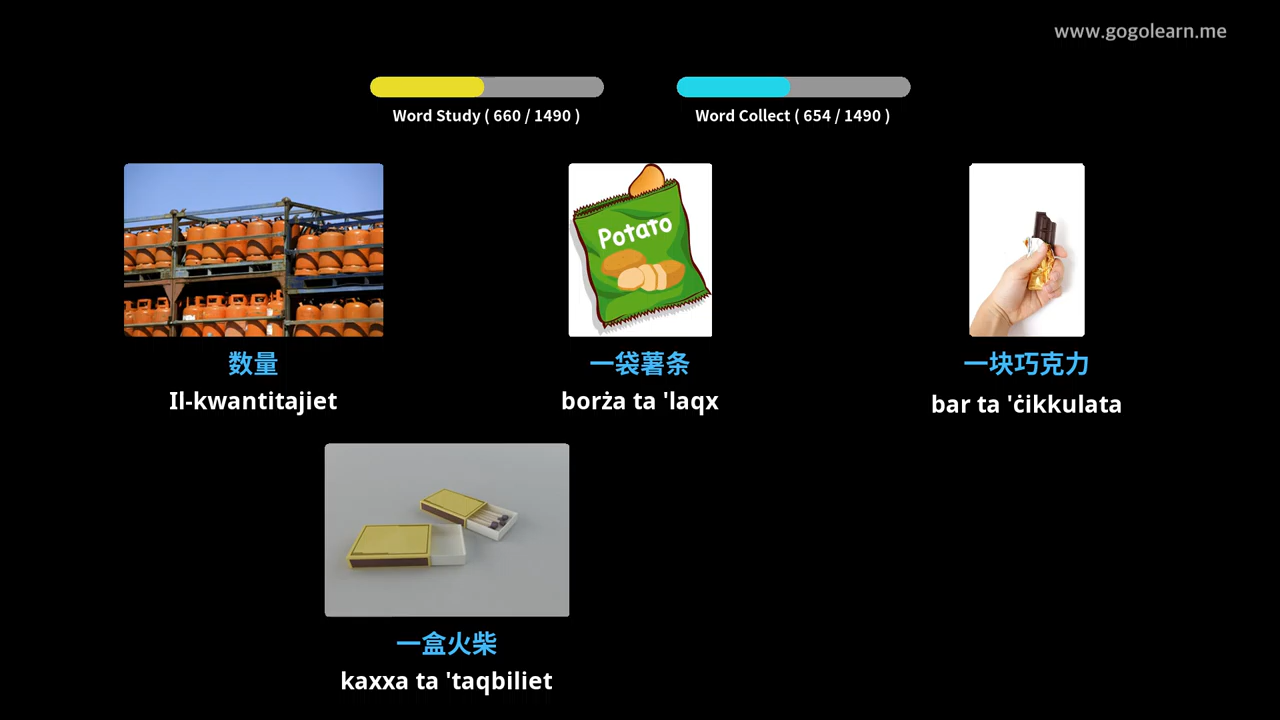 www.gogolearn.me
Word Study ( 660 / 1490 )
Word Collect ( 654 / 1490 )
Potato
数量
一袋薯条
一块巧克力
Il-kwantitajiet
borża ta 'laqx
bar ta 'ċikkulata
一盒火柴
kaxxa ta 'taqbiliet